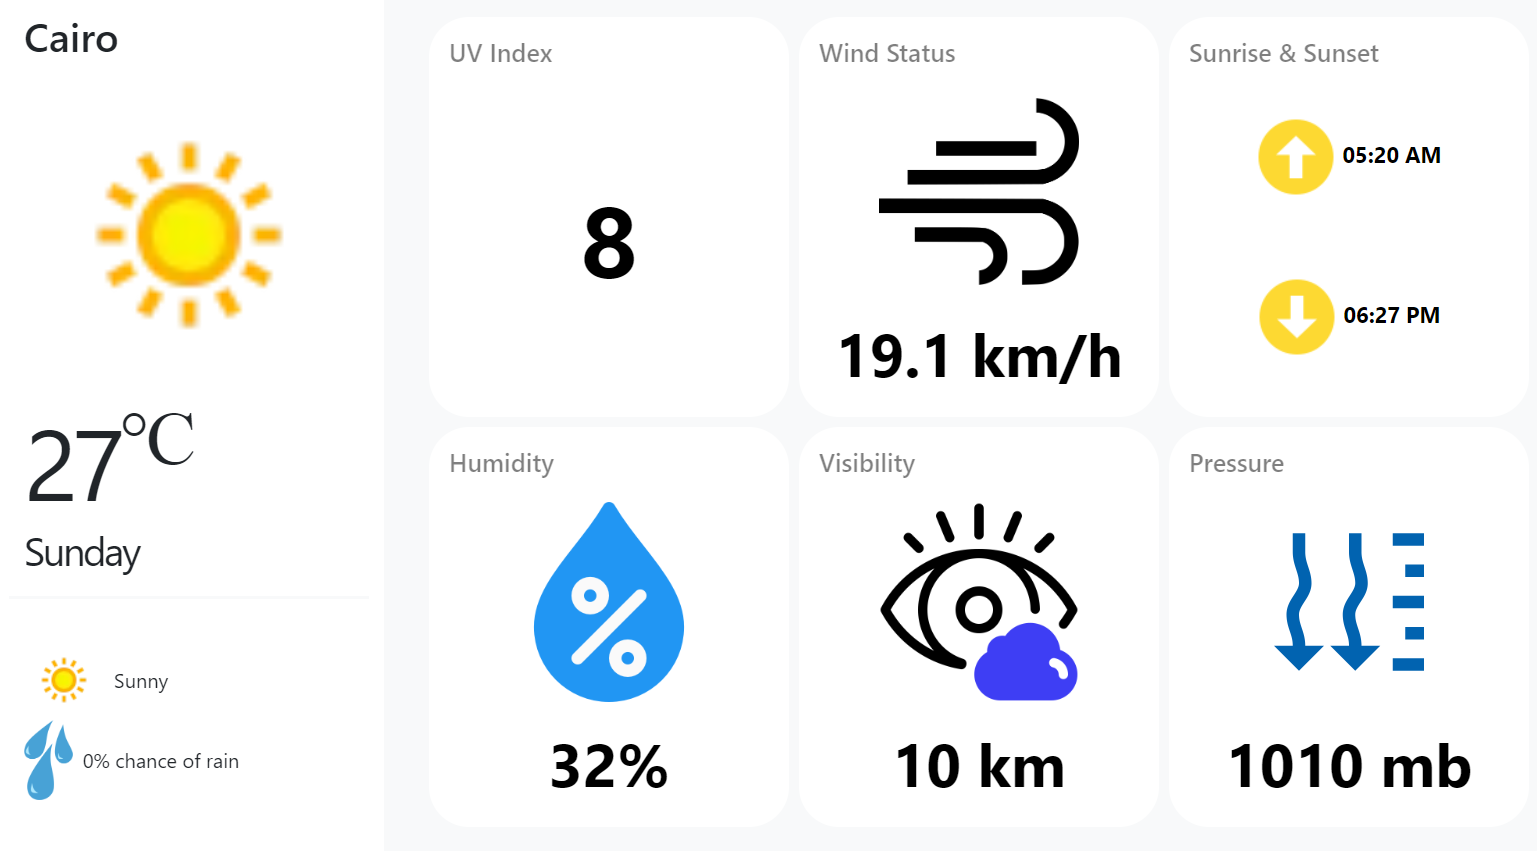 Cairo
27°C
Sunday
Sunny
0% chance of rain
UV Index
8
Wind Status
19.1 km/h
Sunrise & Sunset
05:20 AM
06:27 PM
Humidity
%
32%
Visibility
10 km
Pressure
1010 mb